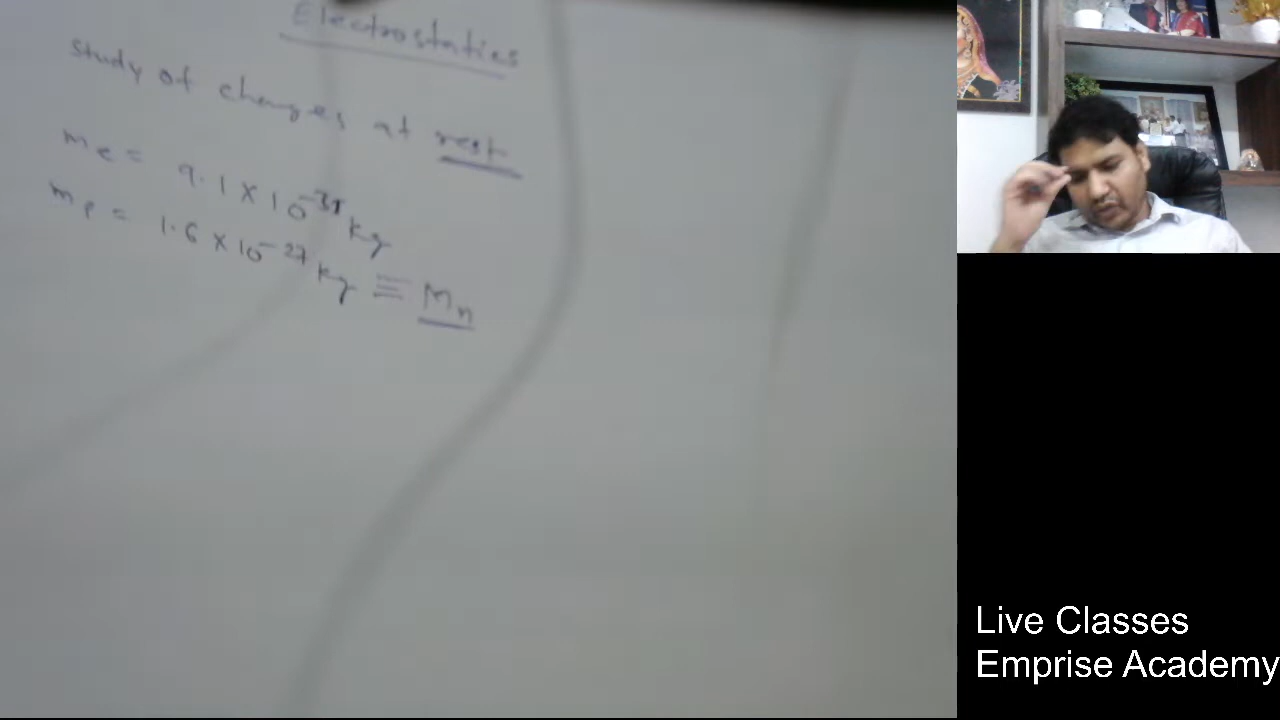 Electrostatics
study of charges at rest
me = 9.1 × 10⁻³¹ kg
mp = 1.6 × 10⁻²⁷ kg ≡ Mn
Live Classes
Emprise Academy